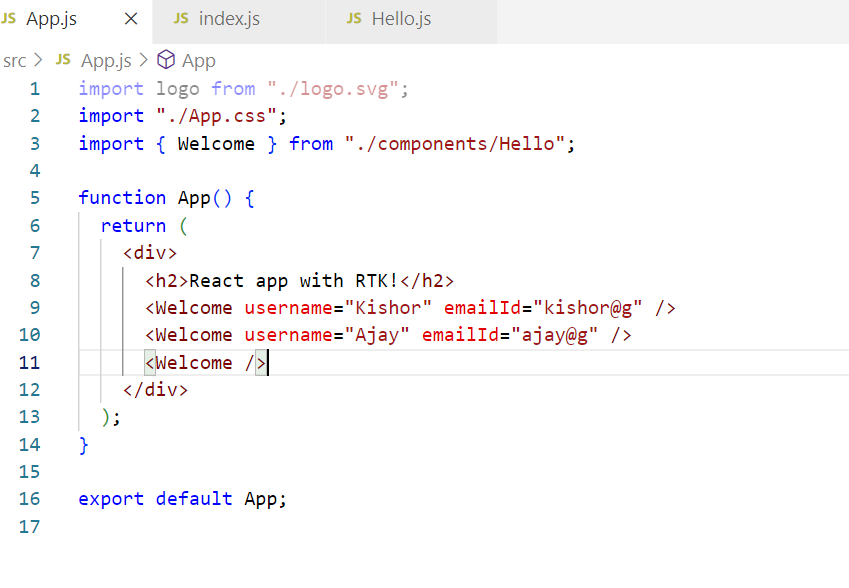 JS App.js × JS index.js JS Hello.js
src > JS App.js > App
1 import logo from "./logo.svg";
2 import "./App.css";
3 import { Welcome } from "./components/Hello";
4
5 function App() {
6   return (
7     <div>
8       <h2>React app with RTK!</h2>
9       <Welcome username="Kishor" emailId="kishor@g" />
10       <Welcome username="Ajay" emailId="ajay@g" />
11       <Welcome />
12     </div>
13   );
14 }
15
16 export default App;
17